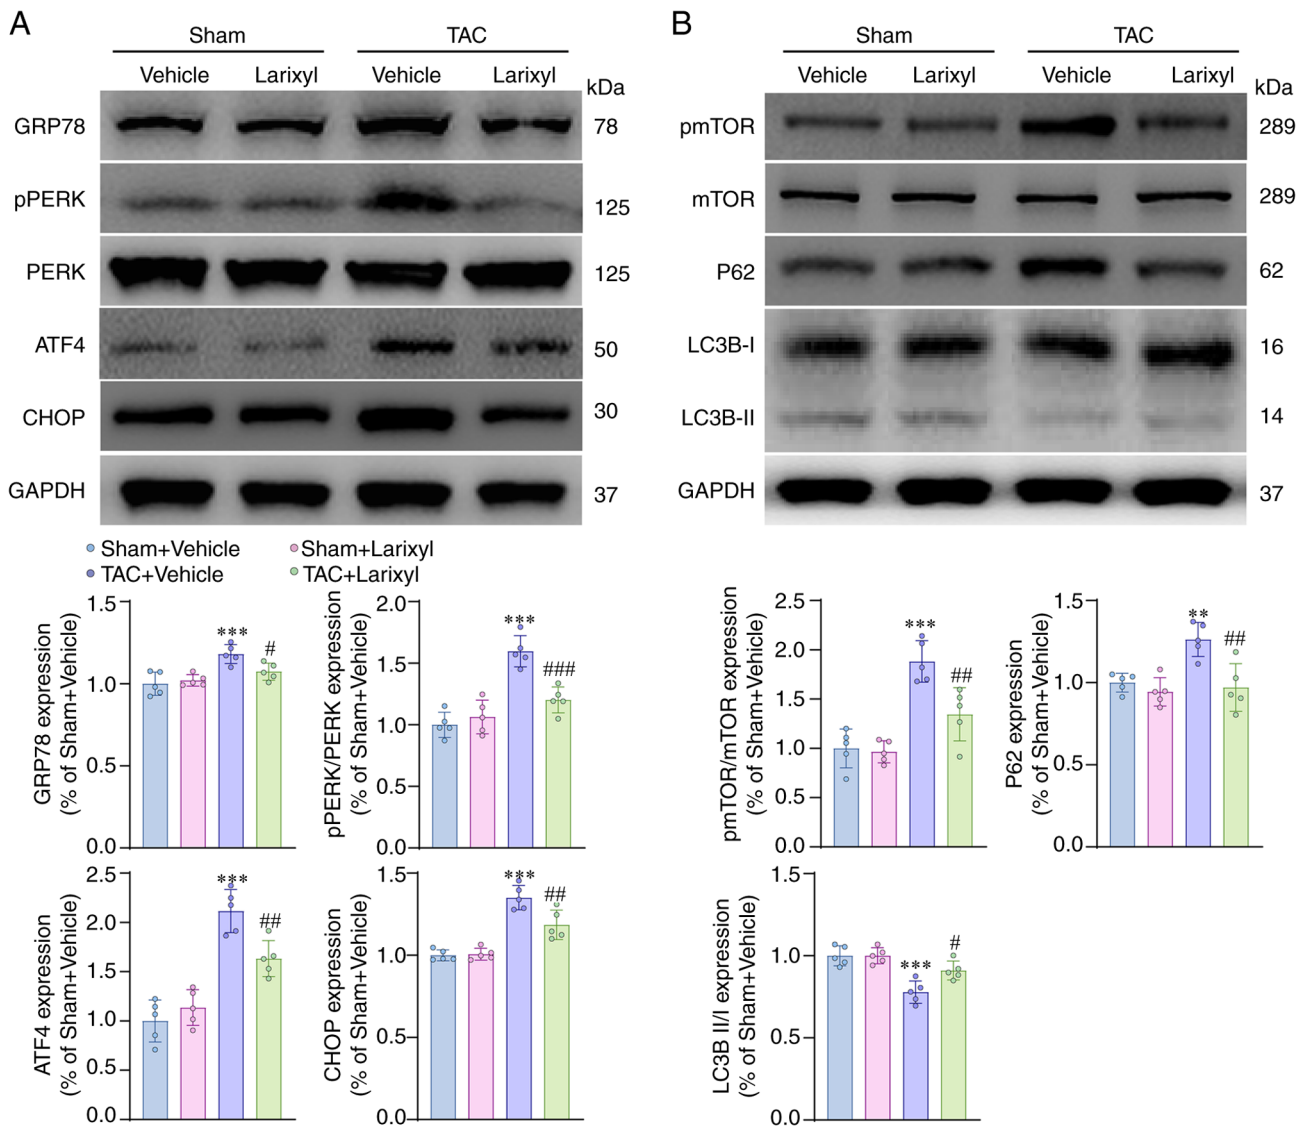 A
Sham TAC
Vehicle Larixyl Vehicle Larixyl
kDa
GRP78 78
pPERK 125
PERK 125
ATF4 50
CHOP 30
GAPDH 37
B
Sham TAC
Vehicle Larixyl Vehicle Larixyl
kDa
pmTOR 289
mTOR 289
P62 62
LC3B-I 16
LC3B-II 14
GAPDH 37
Sham+Vehicle Sham+Larixyl
TAC+Vehicle TAC+Larixyl
GRP78 expression
(% of Sham+Vehicle)
1.5
1.0
0.5
0.0
*** #
pPERK/PERK expression
(% of Sham+Vehicle)
2.0
1.5
1.0
0.5
0.0
*** ###
pmTOR/mTOR expression
(% of Sham+Vehicle)
2.5
2.0
1.5
1.0
0.5
0.0
*** ##
P62 expression
(% of Sham+Vehicle)
1.5
1.0
0.5
0.0
** ##
ATF4 expression
(% of Sham+Vehicle)
2.5
2.0
1.5
1.0
0.5
0.0
*** ##
CHOP expression
(% of Sham+Vehicle)
1.5
1.0
0.5
0.0
*** ##
LC3B II/I expression
(% of Sham+Vehicle)
1.5
1.0
0.5
0.0
*** #